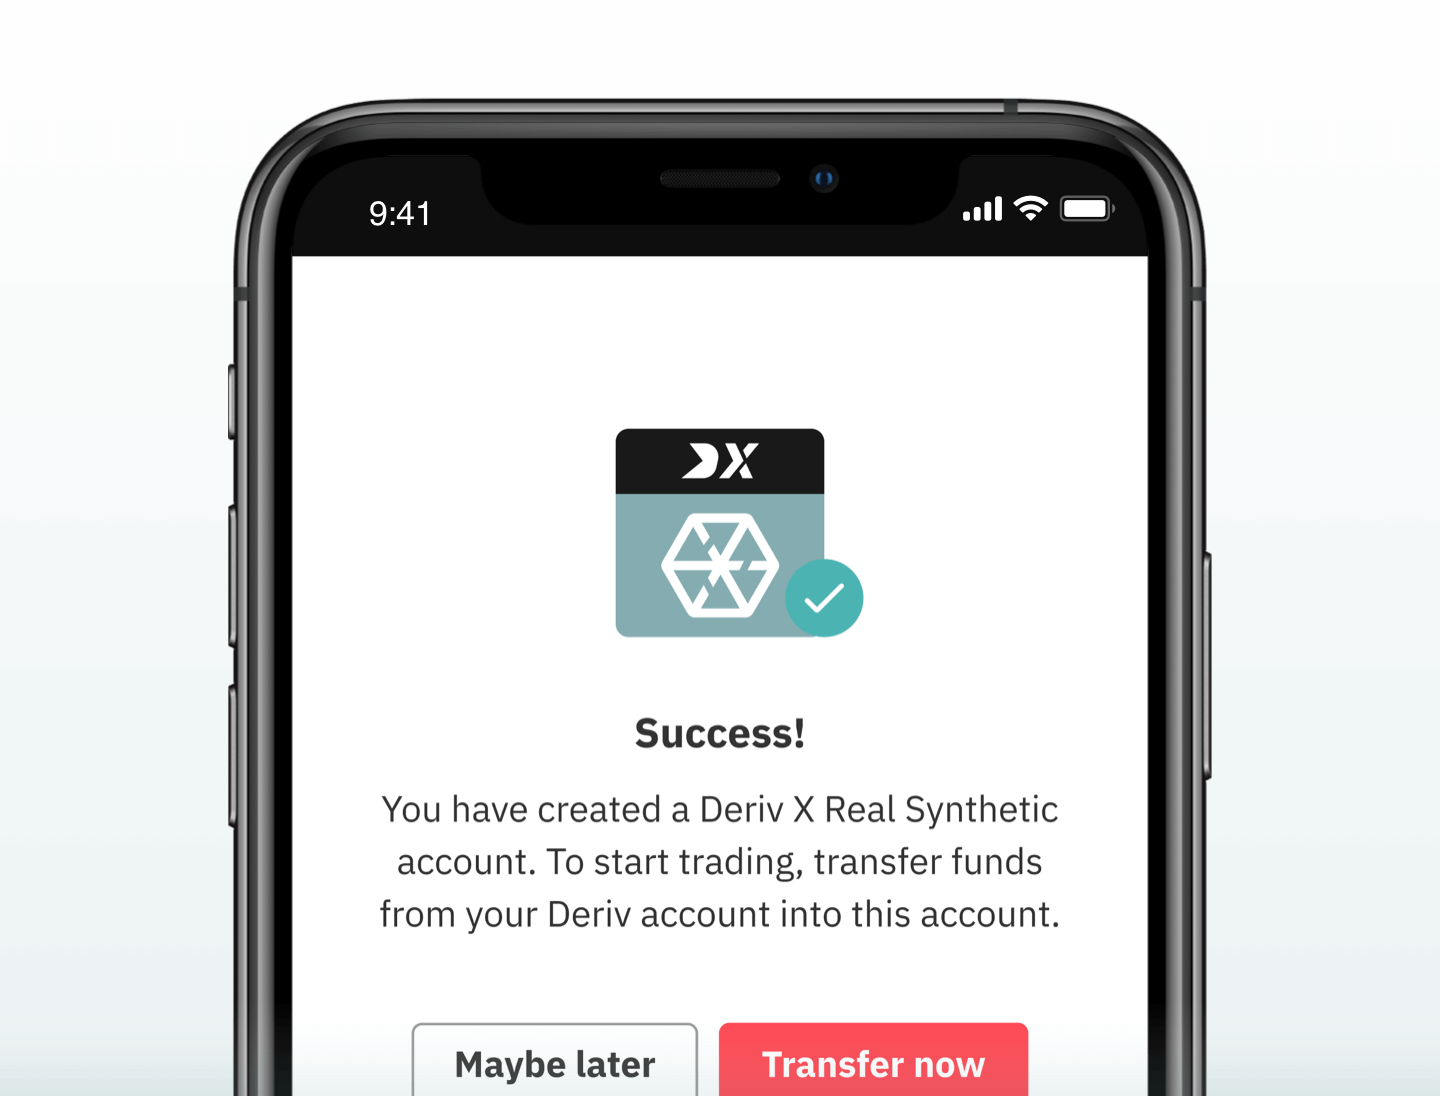 9:41
DX
Success!
You have created a Deriv X Real Synthetic
account. To start trading, transfer funds
from your Deriv account into this account.
Maybe later
Transfer now